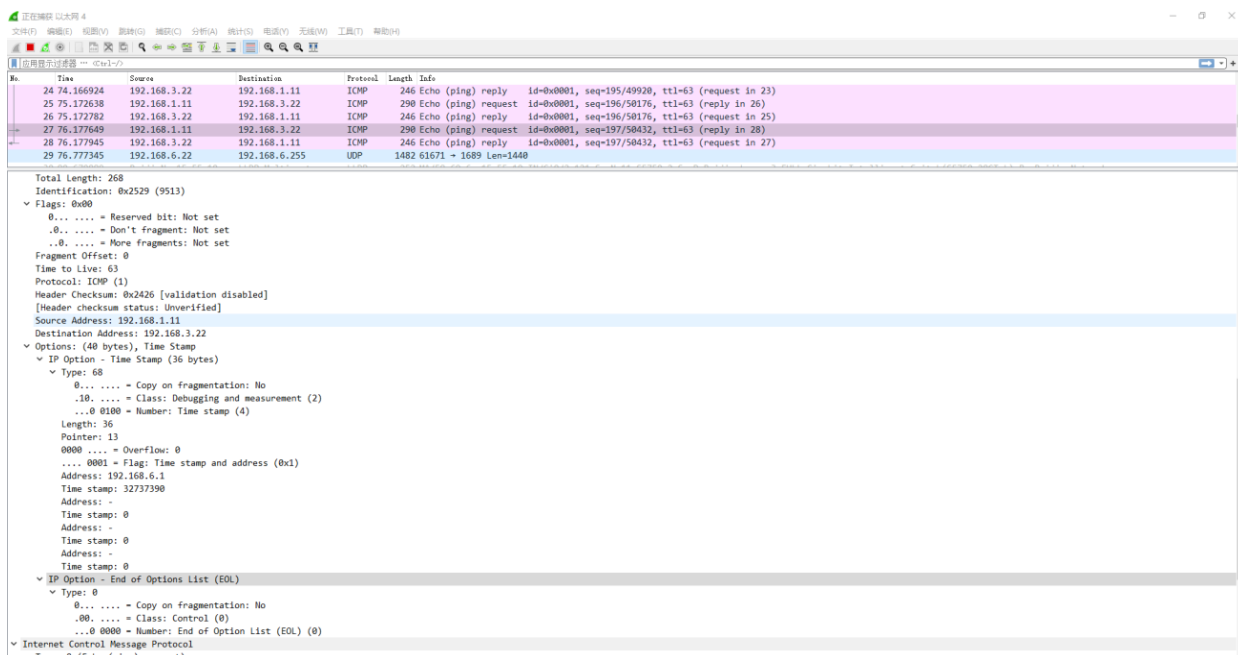 正在捕获 以太网 4
文件(F) 编辑(E) 视图(V) 跳转(G) 捕获(C) 分析(A) 统计(S) 电话(Y) 无线(W) 工具(T) 帮助(H)
应用显示过滤器 … <Ctrl-/>
No. Time Source Destination Protocol Length Info
24 74.166924 192.168.3.22 192.168.1.11 ICMP 246 Echo (ping) reply id=0x0001, seq=195/49920, ttl=63 (request in 23)
25 75.172638 192.168.1.11 192.168.3.22 ICMP 290 Echo (ping) request id=0x0001, seq=196/50176, ttl=63 (reply in 26)
26 75.172782 192.168.3.22 192.168.1.11 ICMP 246 Echo (ping) reply id=0x0001, seq=196/50176, ttl=63 (request in 25)
27 76.177649 192.168.1.11 192.168.3.22 ICMP 290 Echo (ping) request id=0x0001, seq=197/50432, ttl=63 (reply in 28)
28 76.177945 192.168.3.22 192.168.1.11 ICMP 246 Echo (ping) reply id=0x0001, seq=197/50432, ttl=63 (request in 27)
29 76.777345 192.168.6.22 192.168.6.255 UDP 1482 61671 → 1689 Len=1440
Total Length: 268
Identification: 0x2529 (9513)
Flags: 0x00
0... .... = Reserved bit: Not set
.0.. .... = Don't fragment: Not set
..0. .... = More fragments: Not set
Fragment Offset: 0
Time to Live: 63
Protocol: ICMP (1)
Header Checksum: 0x2426 [validation disabled]
[Header checksum status: Unverified]
Source Address: 192.168.1.11
Destination Address: 192.168.3.22
Options: (40 bytes), Time Stamp
IP Option - Time Stamp (36 bytes)
Type: 68
0... .... = Copy on fragmentation: No
.10. .... = Class: Debugging and measurement (2)
...0 0100 = Number: Time stamp (4)
Length: 36
Pointer: 13
0000 .... = Overflow: 0
.... 0001 = Flag: Time stamp and address (0x1)
Address: 192.168.6.1
Time stamp: 32737390
Address: -
Time stamp: 0
Address: -
Time stamp: 0
Address: -
Time stamp: 0
IP Option - End of Options List (EOL)
Type: 0
0... .... = Copy on fragmentation: No
.00. .... = Class: Control (0)
...0 0000 = Number: End of Option List (EOL) (0)
Internet Control Message Protocol